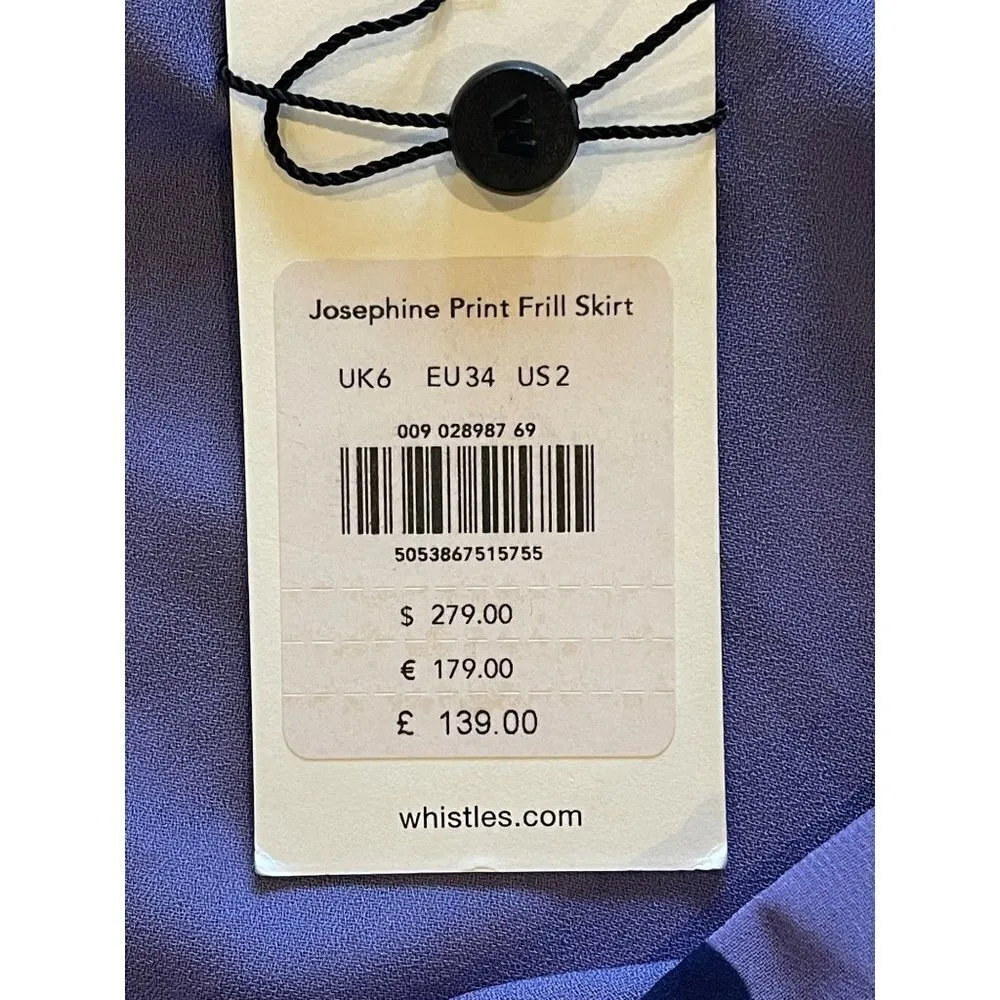 W
Josephine Print Frill Skirt
UK6 EU34 US2
009 028987 69
5053867515755
$ 279.00
€ 179.00
£ 139.00
whistles.com